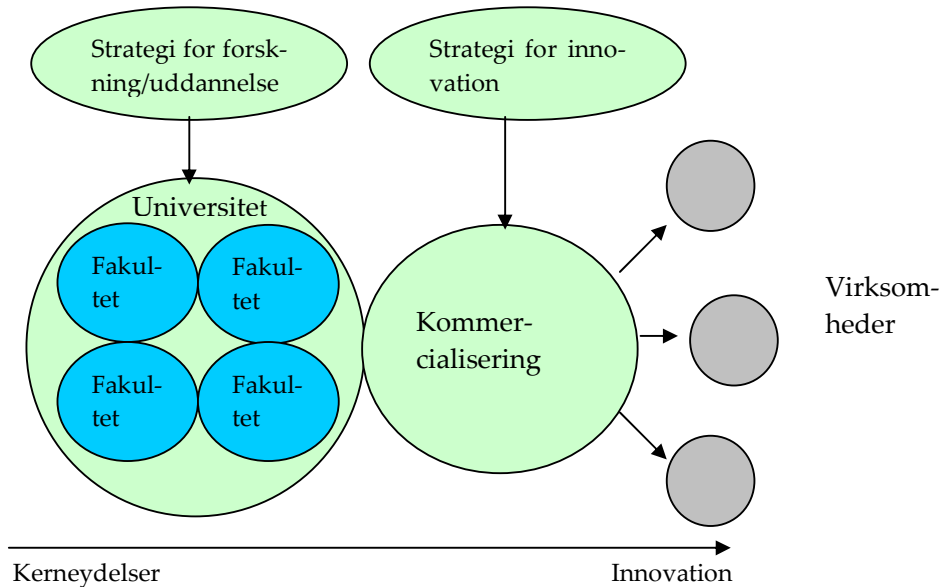 Strategi for forsk-
ning/uddannelse
Strategi for inno-
vation
Universitet
Fakul-
tet
Fakul-
tet
Fakul-
tet
Fakul-
tet
Kommer-
cialisering
Virksom-
heder
Kerneydelser
Innovation